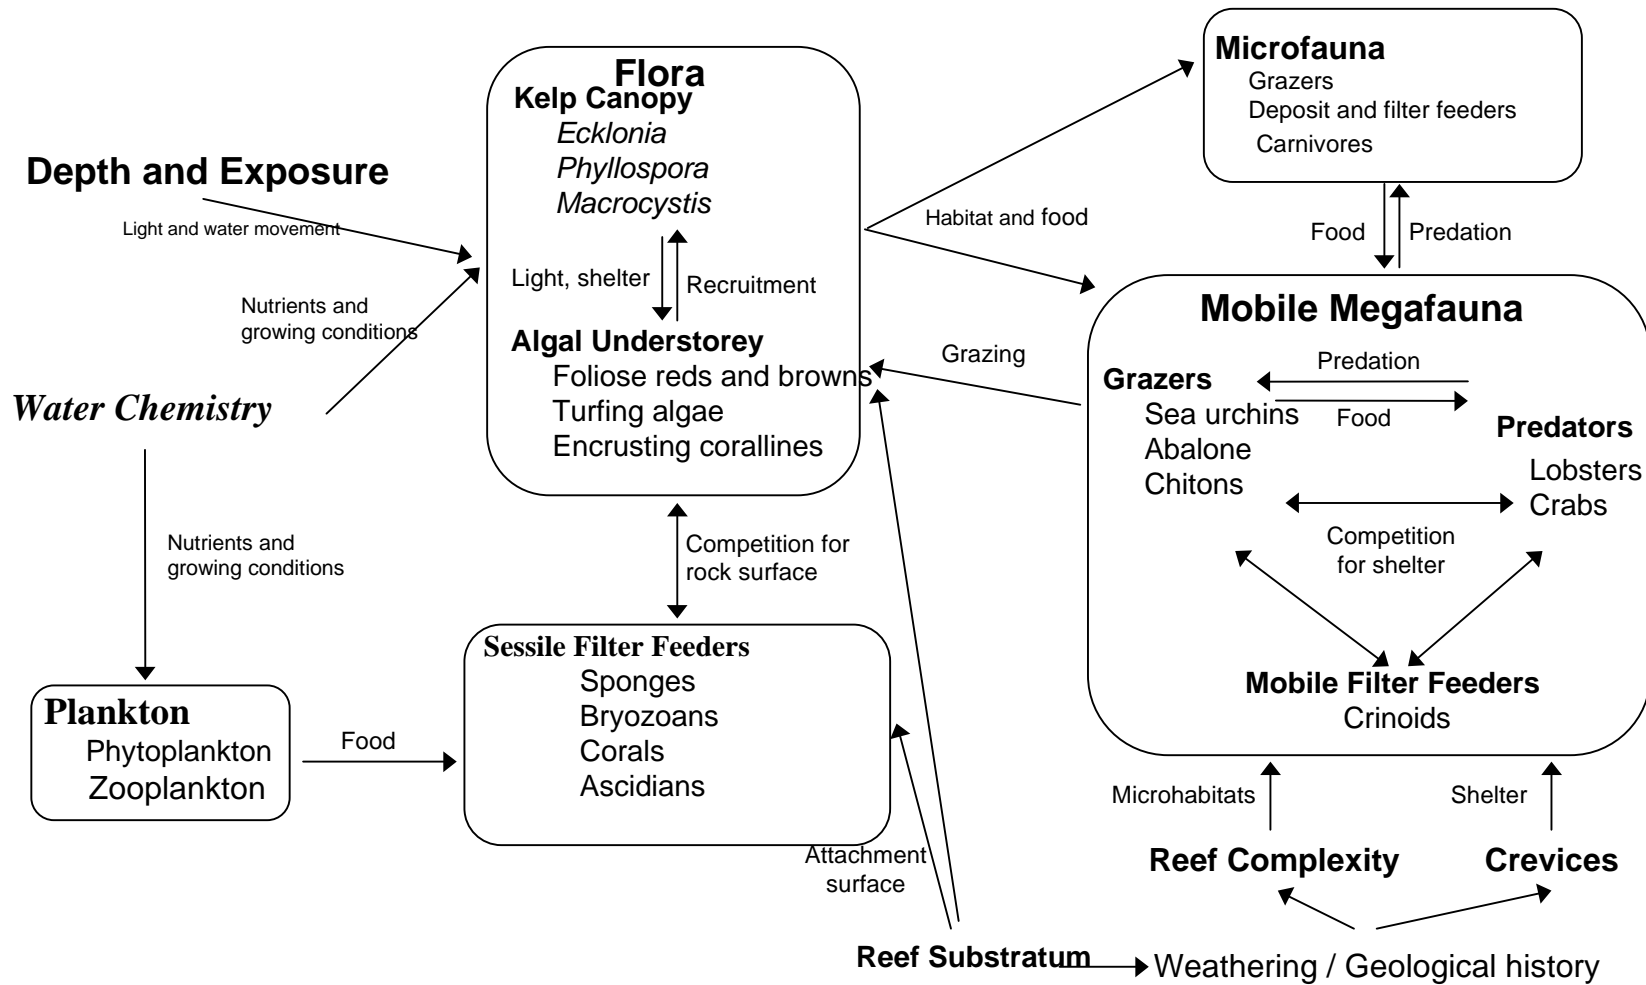 Flora
Kelp Canopy
Ecklonia
Phyllospora
Macrocystis
Light, shelter
Recruitment
Algal Understorey
Foliose reds and browns
Turfing algae
Encrusting corallines
Microfauna
Grazers
Deposit and filter feeders
Carnivores
Depth and Exposure
Light and water movement
Nutrients and
growing conditions
Water Chemistry
Nutrients and
growing conditions
Habitat and food
Food
Predation
Grazing
Mobile Megafauna
Grazers
Sea urchins
Abalone
Chitons
Predation
Food
Predators
Lobsters
Crabs
Competition
for shelter
Mobile Filter Feeders
Crinoids
Competition for
rock surface
Plankton
Phytoplankton
Zooplankton
Food
Sessile Filter Feeders
Sponges
Bryozoans
Corals
Ascidians
Attachment
surface
Microhabitats
Shelter
Reef Complexity
Crevices
Reef Substratum
Weathering / Geological history